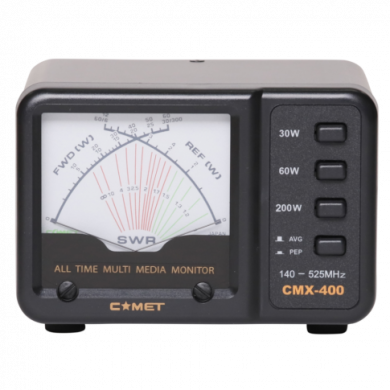 FWD (W)
REF (W)
SWR
ALL TIME MULTI MEDIA MONITOR
COMET
30W
60W
200W
AVG
PEP
140 – 525MHz
CMX-400